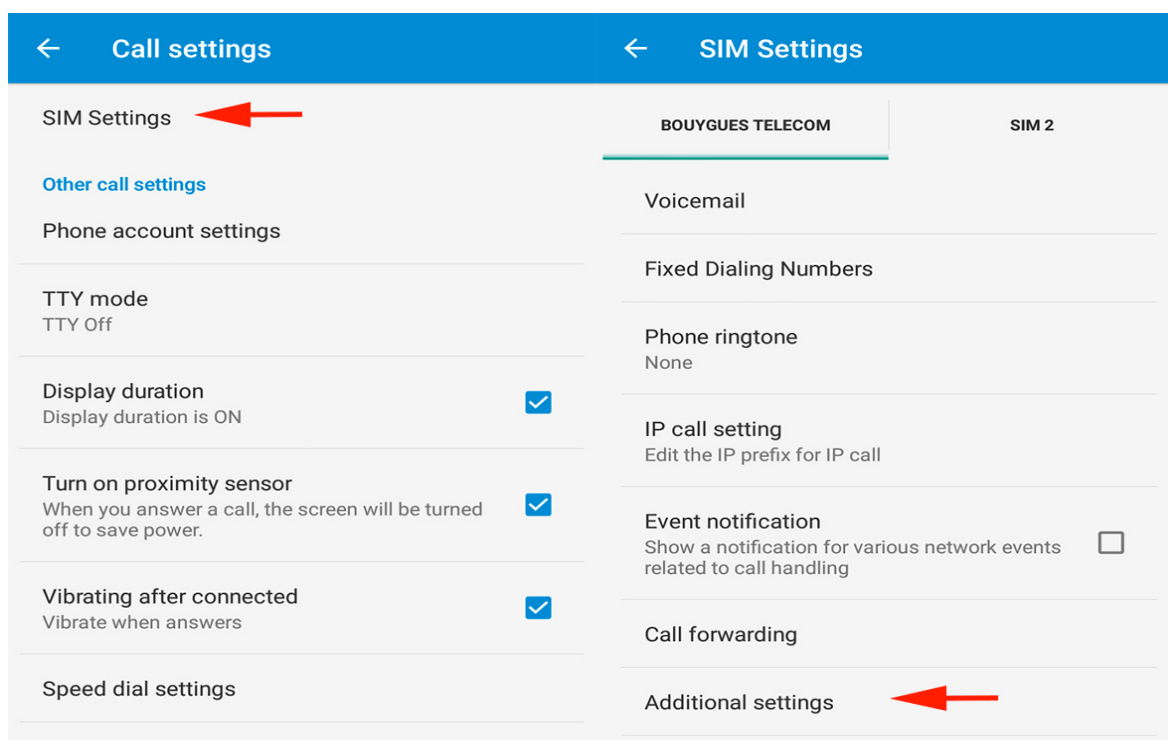 Call settings
SIM Settings
Other call settings
Phone account settings
TTY mode
TTY Off
Display duration
Display duration is ON
Turn on proximity sensor
When you answer a call, the screen will be turned
off to save power.
Vibrating after connected
Vibrate when answers
Speed dial settings
SIM Settings
BOUYGUES TELECOM
SIM 2
Voicemail
Fixed Dialing Numbers
Phone ringtone
None
IP call setting
Edit the IP prefix for IP call
Event notification
Show a notification for various network events
related to call handling
Call forwarding
Additional settings